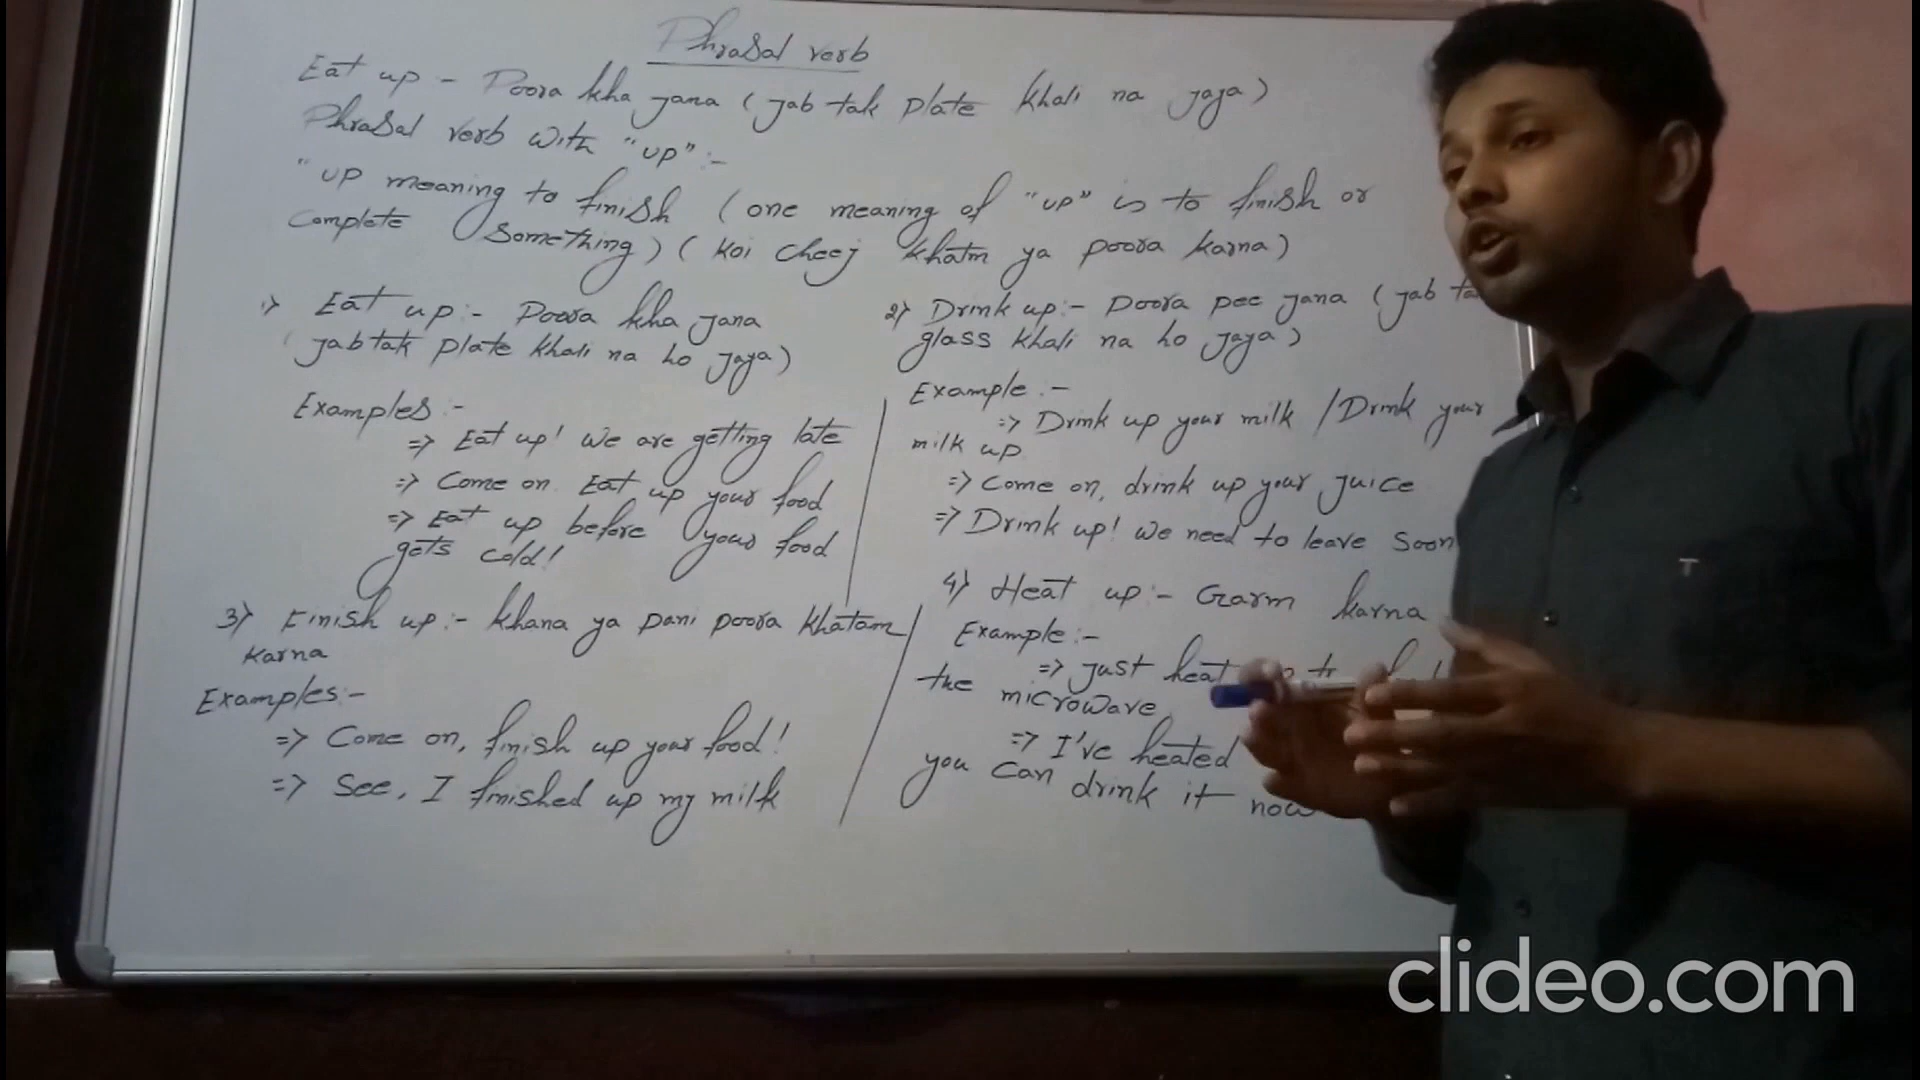 Phrasal verb
Eat up - Poora kha jana (jab tak plate khali na jaja)
Phrasal verb with "up" :-
"up meaning to finish (one meaning of "up" is to finish or
complete something) (koi cheej khatm ya poora karna)
1) Eat up :- Poora kha jana
(jab tak plate khali na ho jaya)
Examples :-
=> Eat up! we are getting late
=> Come on Eat up your food
=> Eat up before your food
gets cold!
2) Drink up :- poora pee jana (jab
glass khali na ho jaya)
Example :-
=> Drink up your milk / Drink your
milk up
=> Come on, drink up your juice
=> Drink up! we need to leave soon
3) Finish up :- khana ya pani poora khatam
karna
Examples :-
=> Come on, finish up your food!
=> See, I finished up my milk
4) Heat up :- Garm karna
Example :-
=> just heat
the microwave
=> I've heated
you can drink it now
T
clideo.com